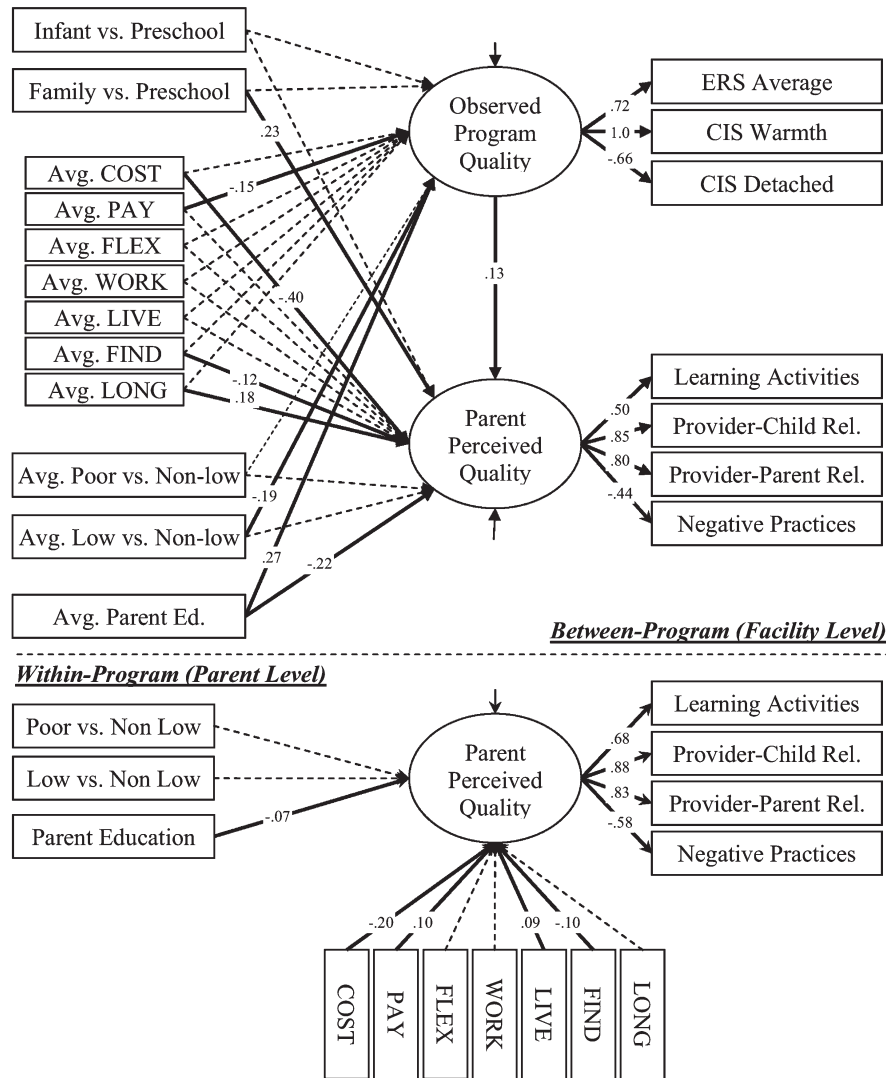 Infant vs. Preschool
Family vs. Preschool
.23
Observed
Program
Quality
.72
1.0
-.66
ERS Average
CIS Warmth
CIS Detached
Avg. COST
Avg. PAY
Avg. FLEX
Avg. WORK
Avg. LIVE
Avg. FIND
Avg. LONG
-.15
-.40
-.12
.18
.13
Parent
Perceived
Quality
.50
.85
.80
-.44
Learning Activities
Provider-Child Rel.
Provider-Parent Rel.
Negative Practices
Avg. Poor vs. Non-low
Avg. Low vs. Non-low
Avg. Parent Ed.
-.19
.27
-.22
Between-Program (Facility Level)
Within-Program (Parent Level)
Poor vs. Non Low
Low vs. Non Low
Parent Education
-.07
Parent
Perceived
Quality
.68
.88
.83
-.58
Learning Activities
Provider-Child Rel.
Provider-Parent Rel.
Negative Practices
-.20
.10
.09
-.10
COST
PAY
FLEX
WORK
LIVE
FIND
LONG